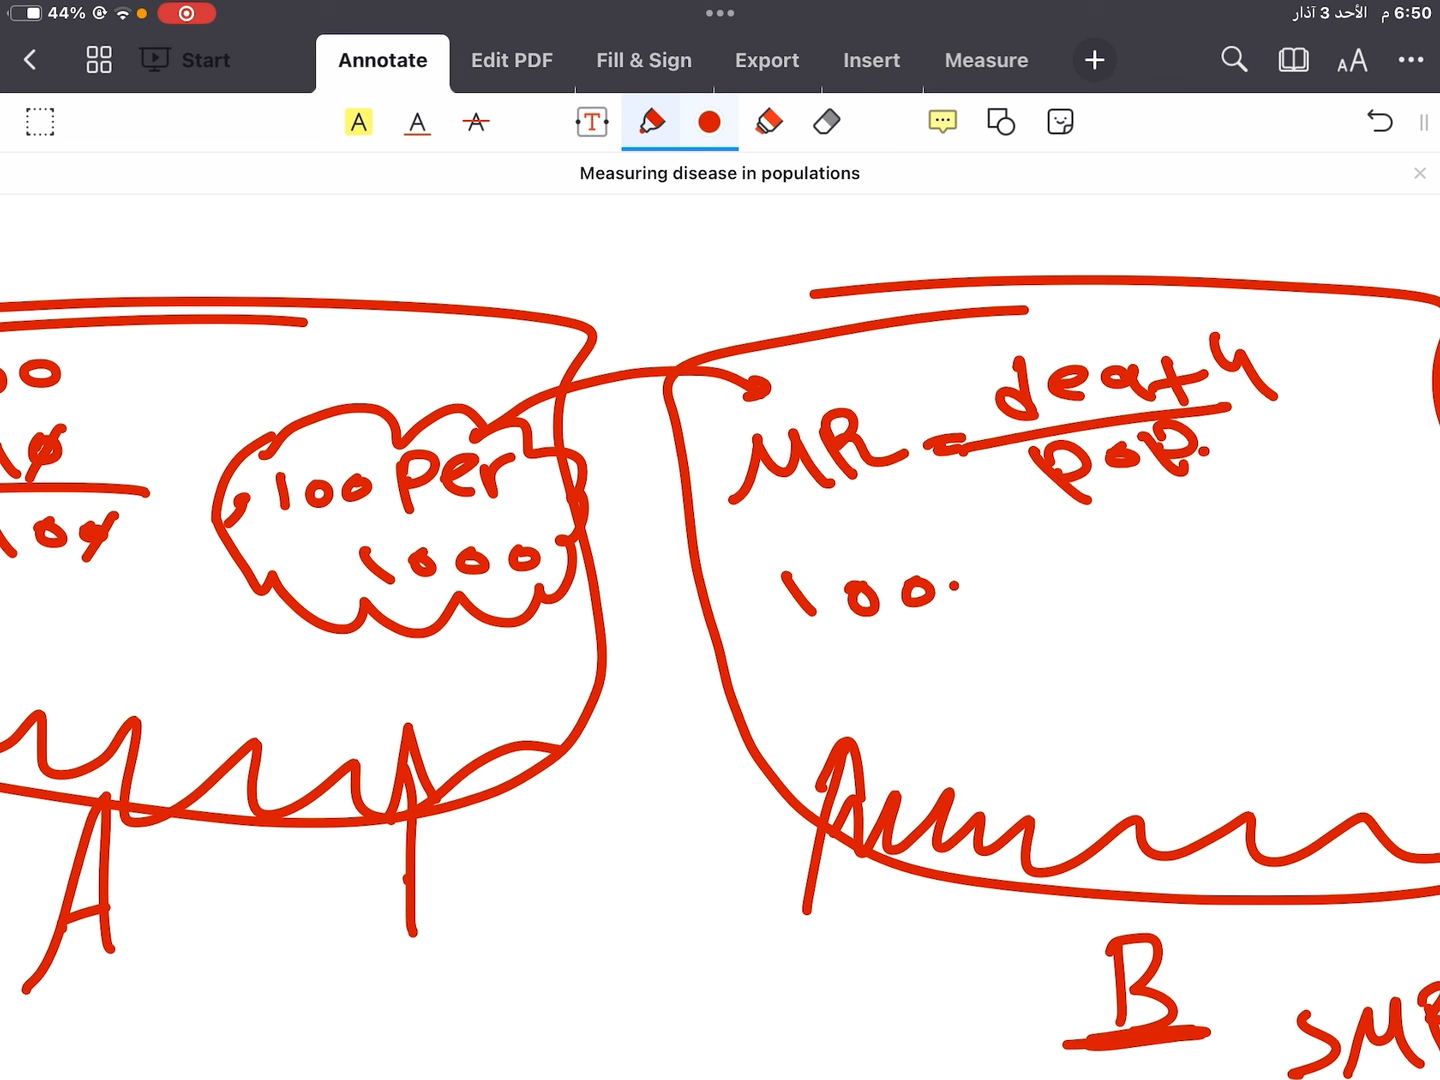 44% 6:50 م الأحد 3 آذار
Start Annotate Edit PDF Fill & Sign Export Insert Measure
Measuring disease in populations
100 per
1000
MR = death
pop.
100.
A
B